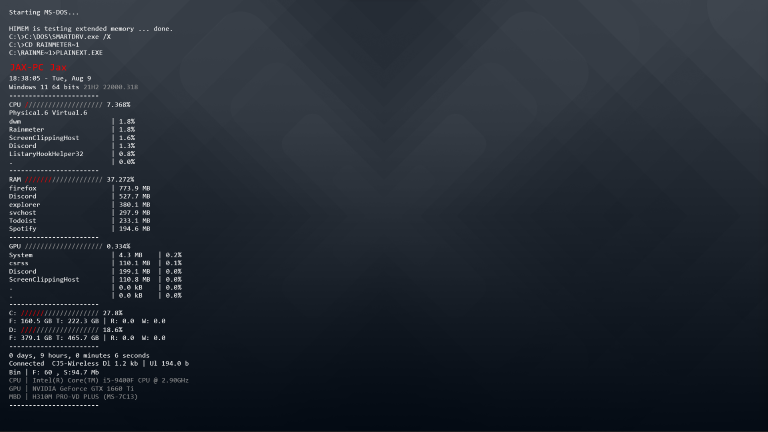 Starting MS-DOS...
HIMEM is testing extended memory ... done.
C:\>C:\DOS\SMARTDRV.exe /X
C:\>CD RAINMETER~1
C:\RAINME~1>PLAINEXT.EXE
JAX-PC Jax
18:38:05 - Tue, Aug 9
Windows 11 64 bits 21H2 22000.318
-----------------------
CPU //////////////////// 7.368%
Physical.6 Virtual.6
dwm | 1.8%
Rainmeter | 1.8%
ScreenClippingHost | 1.6%
Discord | 1.3%
ListaryHookHelper32 | 0.8%
. | 0.0%
-----------------------
RAM //////////////////// 37.272%
firefox | 773.9 MB
Discord | 527.7 MB
explorer | 380.1 MB
svchost | 297.9 MB
Todoist | 233.1 MB
Spotify | 194.6 MB
-----------------------
GPU //////////////////// 0.334%
System | 4.3 MB | 0.2%
csrss | 110.1 MB | 0.1%
Discord | 199.1 MB | 0.0%
ScreenClippingHost | 110.8 MB | 0.0%
. | 0.0 kB | 0.0%
. | 0.0 kB | 0.0%
-----------------------
C: //////////////////// 27.8%
F: 160.5 GB T: 222.3 GB | R: 0.0 W: 0.0
D: //////////////////// 18.6%
F: 379.1 GB T: 465.7 GB | R: 0.0 W: 0.0
-----------------------
0 days, 9 hours, 0 minutes 6 seconds
Connected CJ5-Wireless Dl 1.2 kb | Ul 194.0 b
Bin | F: 60 , S:94.7 Mb
CPU | Intel(R) Core(TM) i5-9400F CPU @ 2.90GHz
GPU | NVIDIA GeForce GTX 1660 Ti
MBD | H310M PRO-VD PLUS (MS-7C13)
-----------------------